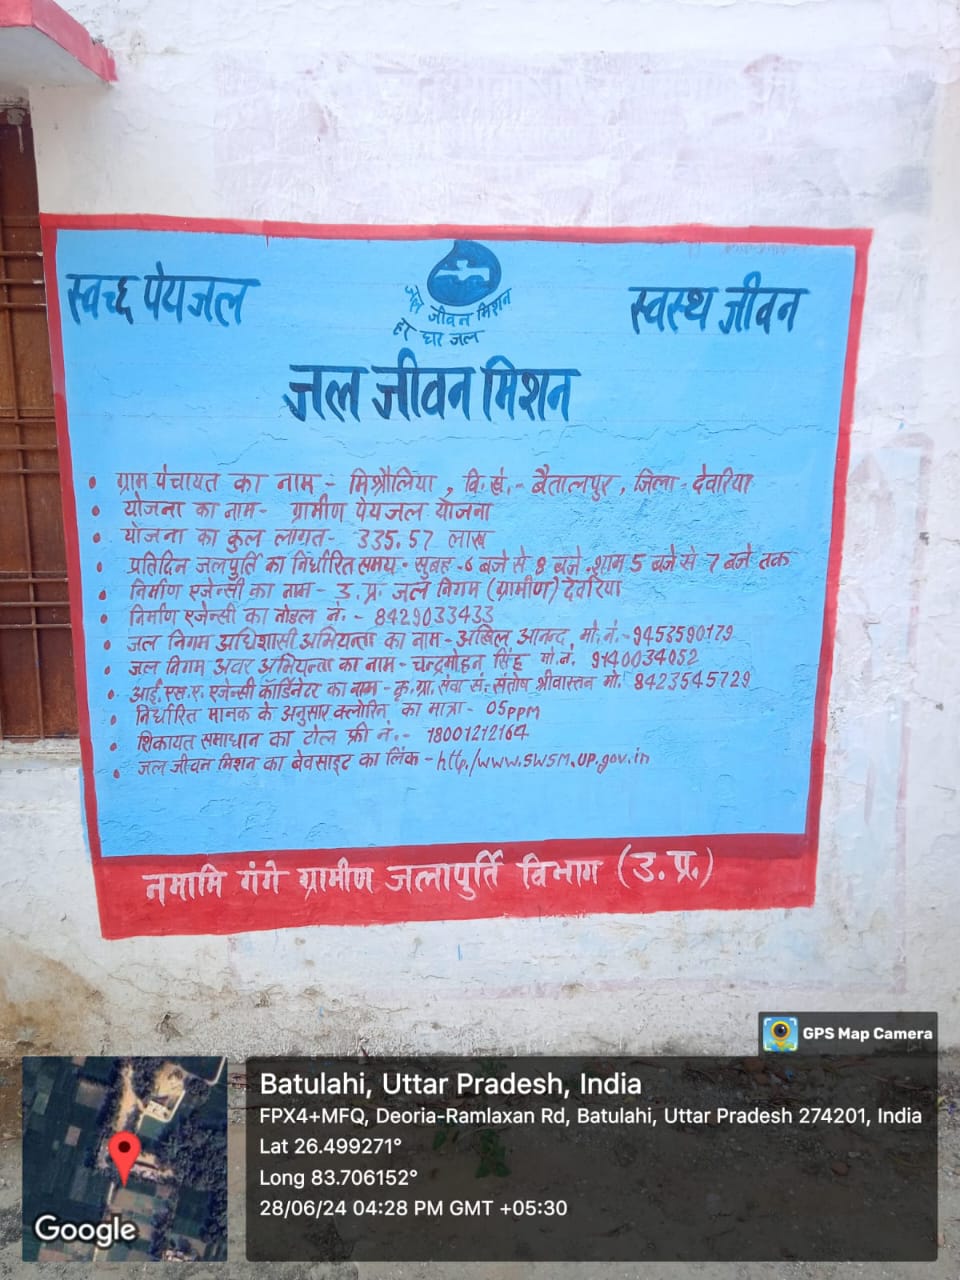 स्वच्छ पेयजल
जल जीवन मिशन
हर घर जल
स्वस्थ जीवन
जल जीवन मिशन
• ग्राम पंचायत का नाम - मिश्रौलिया , वि.खं.- बैतालपुर , जिला - देवरिया
• योजना का नाम - ग्रामीण पेयजल योजना
• योजना का कुल लागत - 335.57 लाख
• प्रतिदिन जलपुर्ति का निर्धारित समय - सुबह - 6 बजे से 8 बजे - शाम 5 बजे से 7 बजे तक
• निर्माण एजेन्सी का नाम - उ.प्र. जल निगम (ग्रामीण) देवरिया
• निर्माण एजेन्सी का नोडल नं. - 8429033433
• जल निगम अधिशासी अभियन्ता का नाम - अखिल आनन्द मो. नं. - 9453590179
• जल निगम अवर अभियन्ता का नाम - चन्द्रमोहन सिंह मो.नं. 9140034052
• आई.एस.ए. एजेन्सी कॉर्डिनेटर का नाम - कृ.ग्रा. सेवा सं. संतोष श्रीवास्तव मो. 8423545729
• निर्धारित मानक के अनुसार क्लोरिन का मात्रा - 05ppm
• शिकायत समाधान का टोल फ्री नं. - 18001212164
• जल जीवन मिशन का बेवसाइट का लिंक - http./www.swsm.up.gov.in
नमामि गंगे ग्रामीण जलापुर्ति विभाग (उ.प्र.)
GPS Map Camera
Batulahi, Uttar Pradesh, India
FPX4+MFQ, Deoria-Ramlaxan Rd, Batulahi, Uttar Pradesh 274201, India
Lat 26.499271°
Long 83.706152°
28/06/24 04:28 PM GMT +05:30
Google